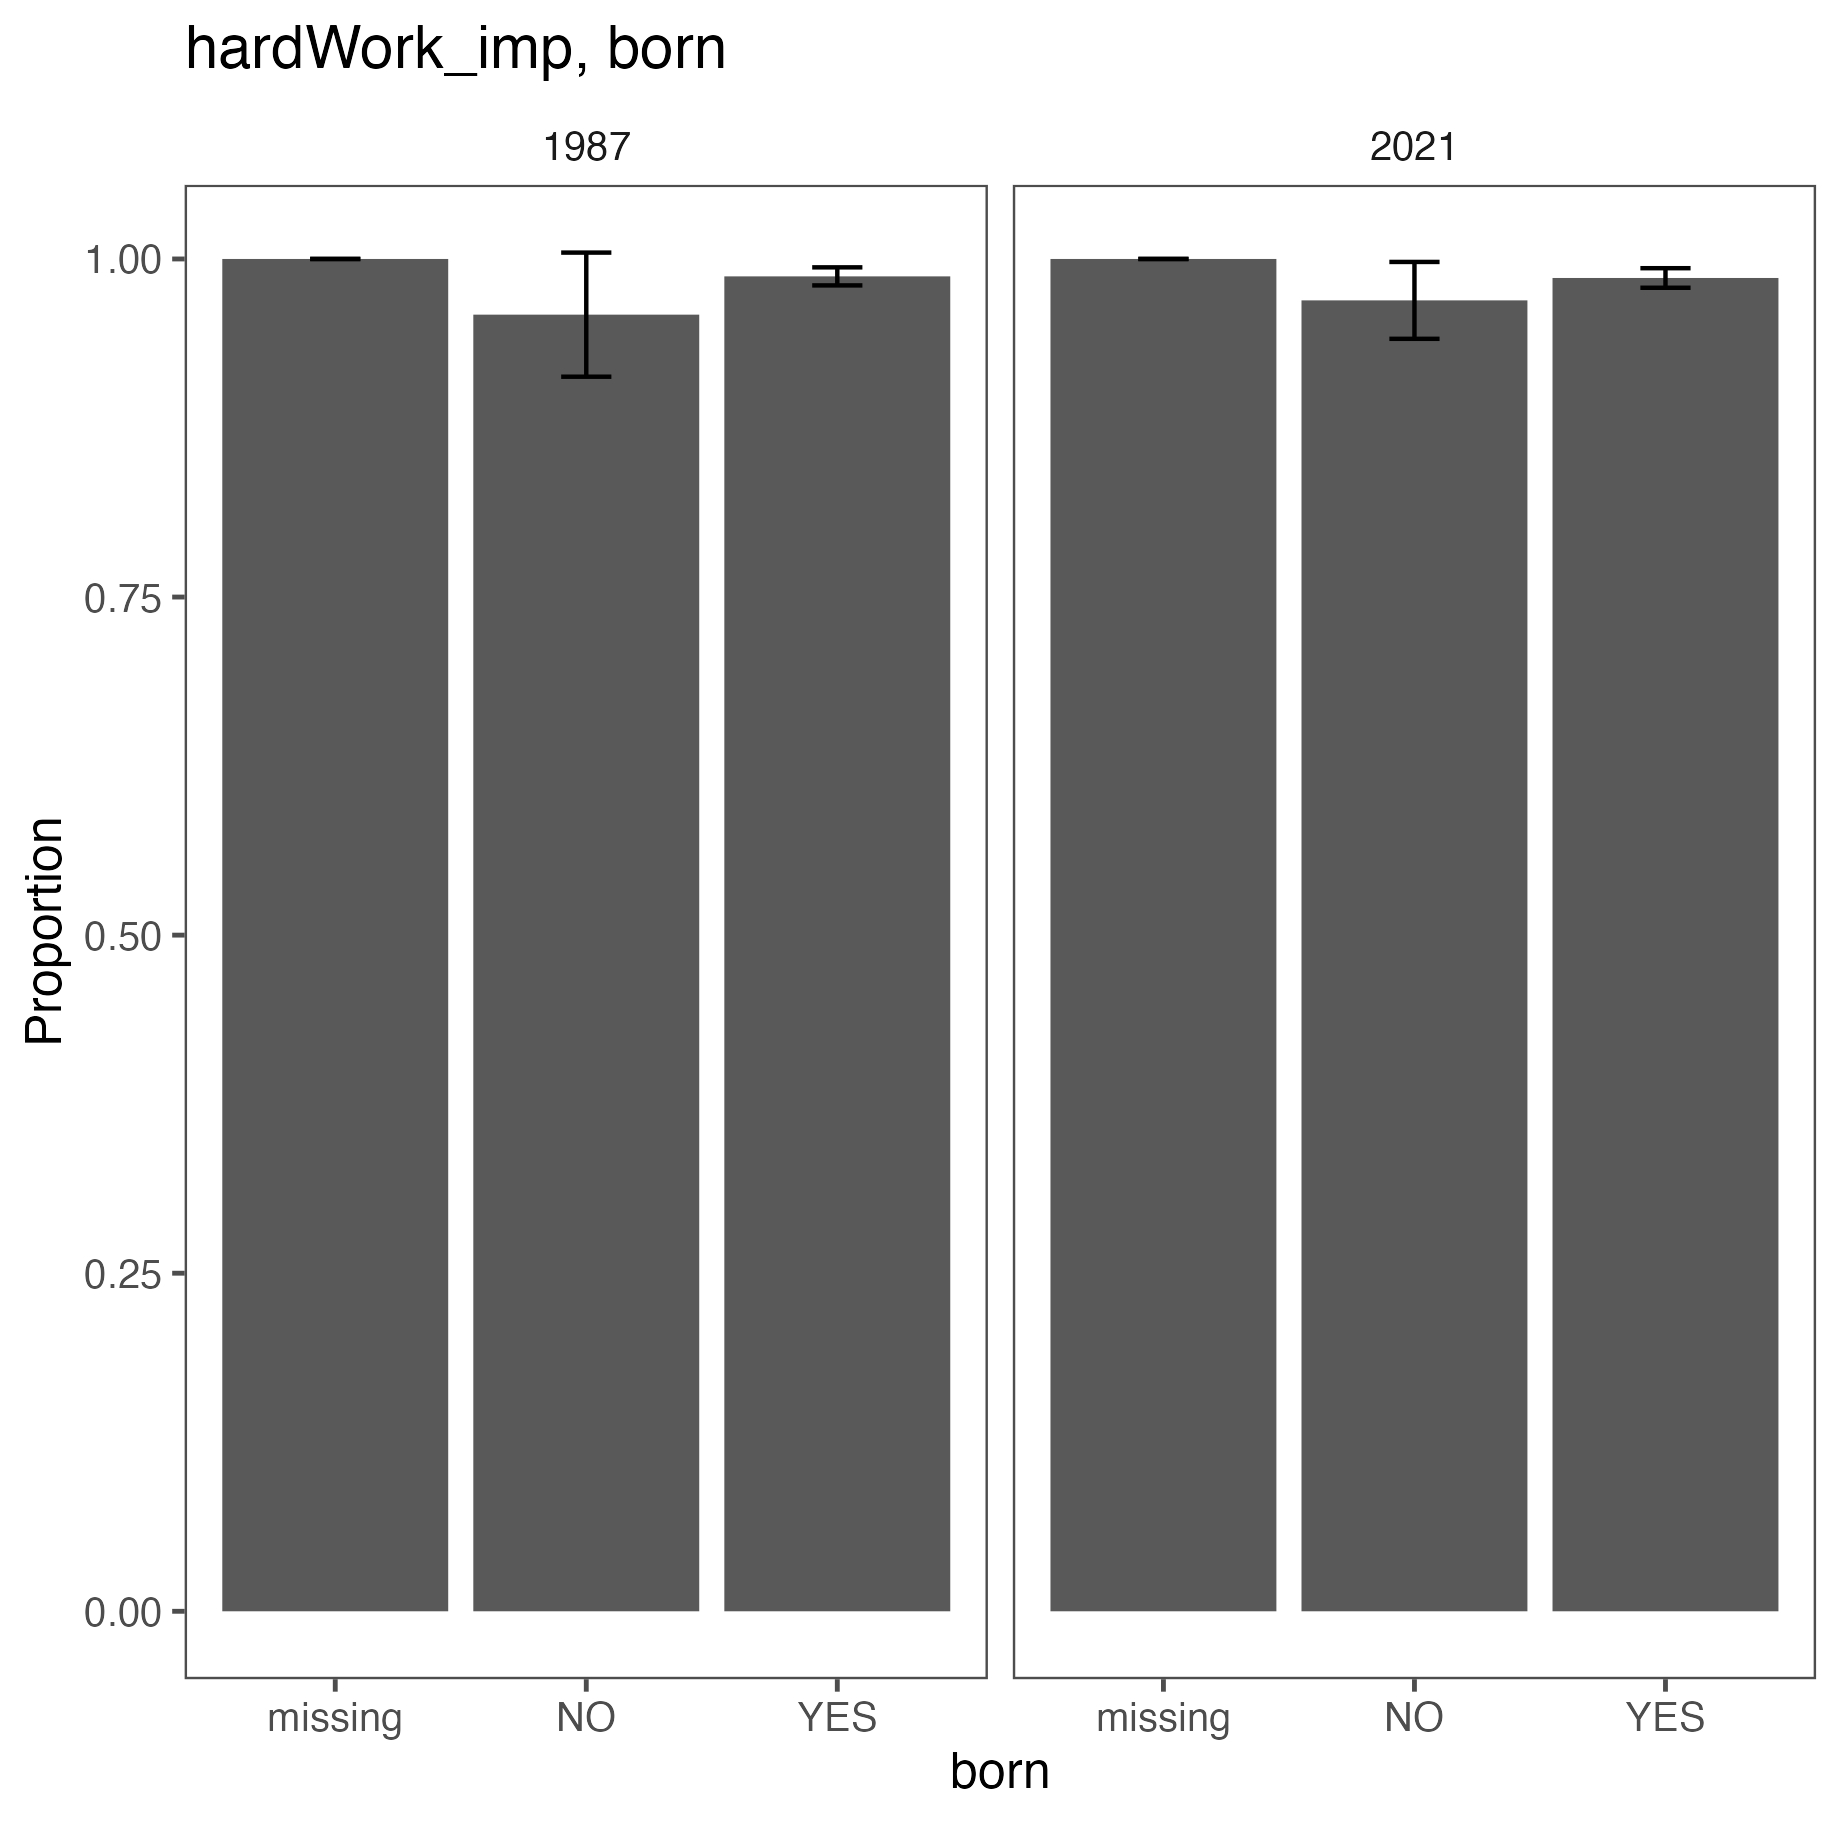 hardWork_imp, born
1987 2021
1.00
0.75
0.50
0.25
0.00
Proportion
missing NO YES missing NO YES
born